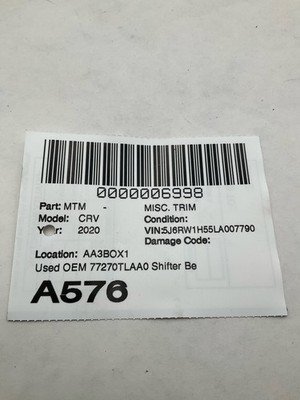 0000006998
Part: MTM - MISC. TRIM
Model: CRV Condition:
Year: 2020 VIN:5J6RW1H55LA007790
Damage Code:
Location: AA3BOX1
Used OEM 77270TLAA0 Shifter Be
A576